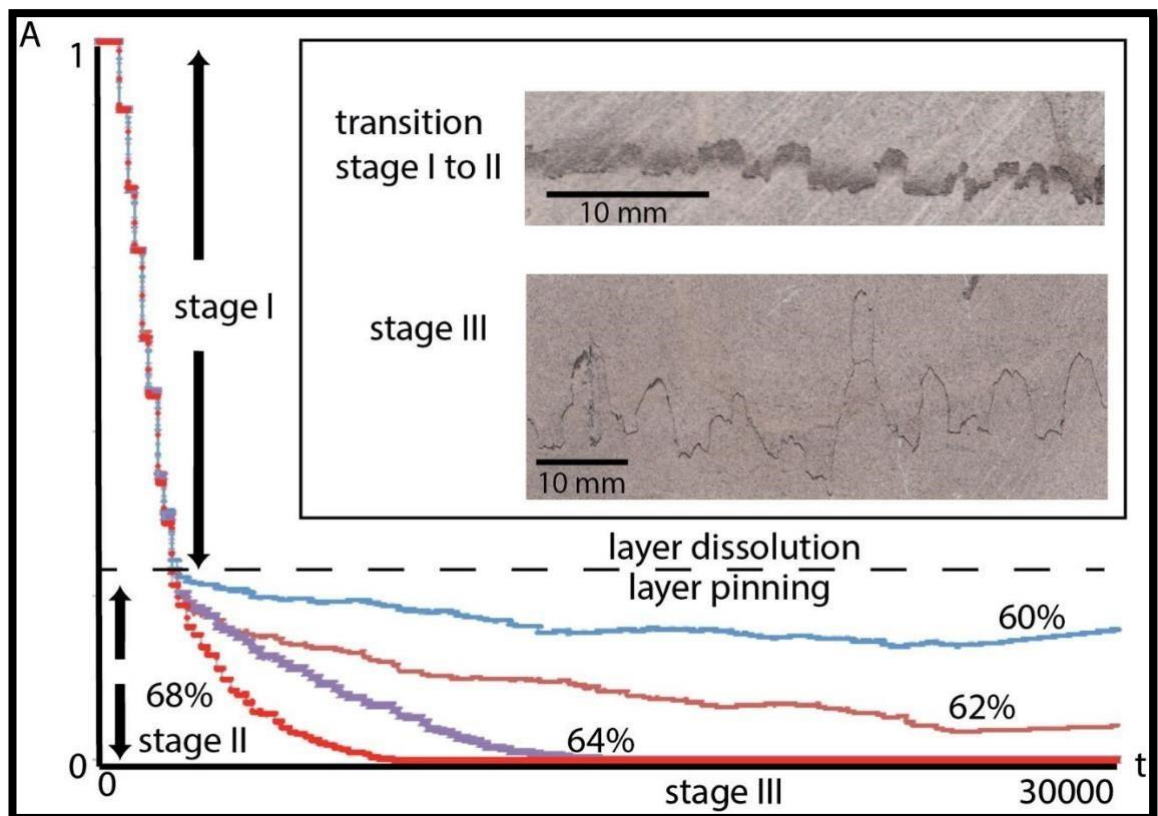 A
1
transition
stage I to II
10 mm
stage I
stage III
10 mm
layer dissolution
layer pinning
60%
68%
62%
stage II
64%
0
t
0
stage III
30000